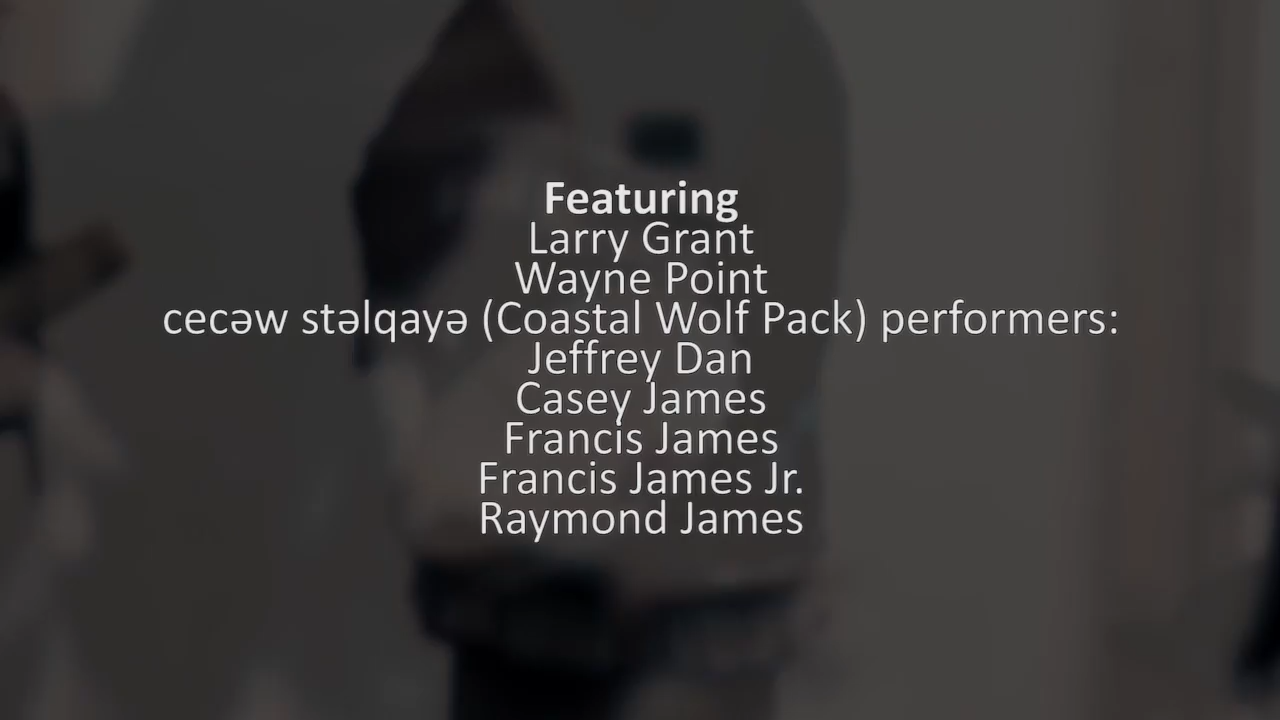 Featuring
Larry Grant
Wayne Point
cecəw stəlqayə (Coastal Wolf Pack) performers:
Jeffrey Dan
Casey James
Francis James
Francis James Jr.
Raymond James